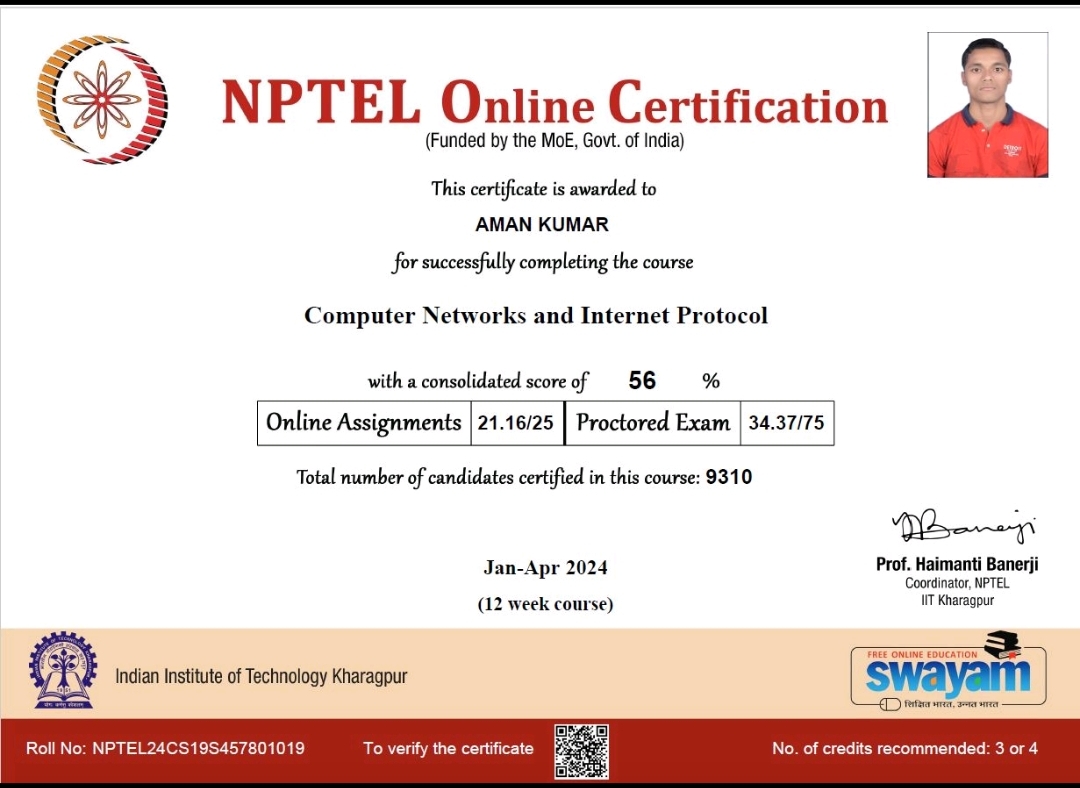 NPTEL Online Certification
(Funded by the MoE, Govt. of India)
This certificate is awarded to
AMAN KUMAR
for successfully completing the course
Computer Networks and Internet Protocol
with a consolidated score of 56 %
Online Assignments 21.16/25 Proctored Exam 34.37/75
Total number of candidates certified in this course: 9310
Prof. Haimanti Banerji
Coordinator, NPTEL
IIT Kharagpur
Jan-Apr 2024
(12 week course)
Indian Institute of Technology Kharagpur
FREE ONLINE EDUCATION
swayam
शिक्षित भारत, उन्नत भारत
Roll No: NPTEL24CS19S457801019 To verify the certificate No. of credits recommended: 3 or 4